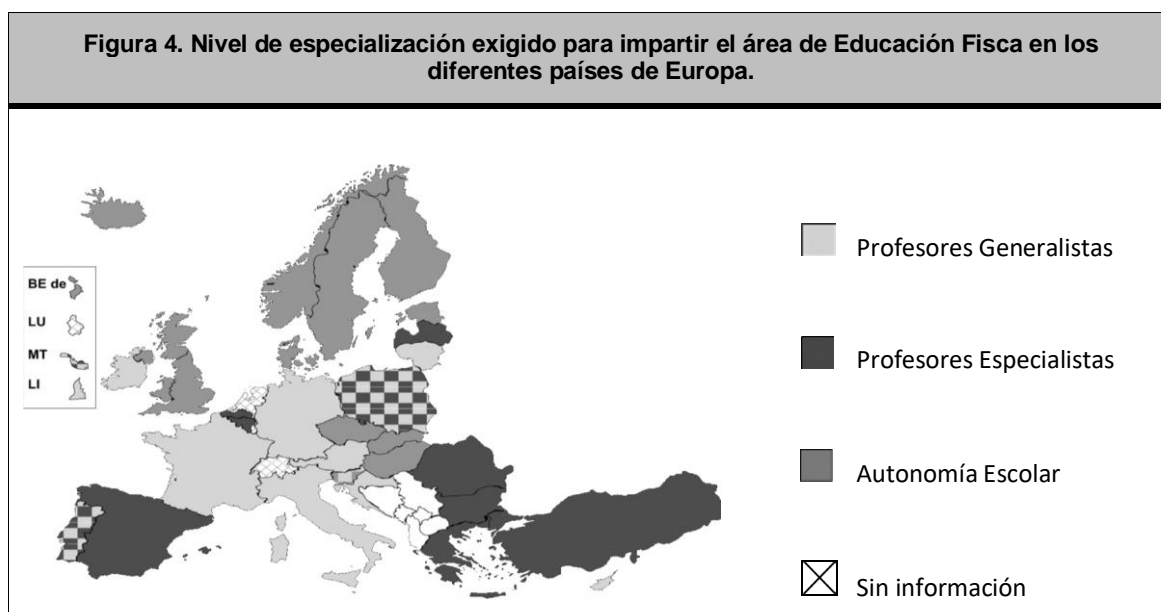 Figura 4. Nivel de especialización exigido para impartir el área de Educación Fisca en los
diferentes países de Europa.
BE de
LU
MT
LI
Profesores Generalistas
Profesores Especialistas
Autonomía Escolar
Sin información